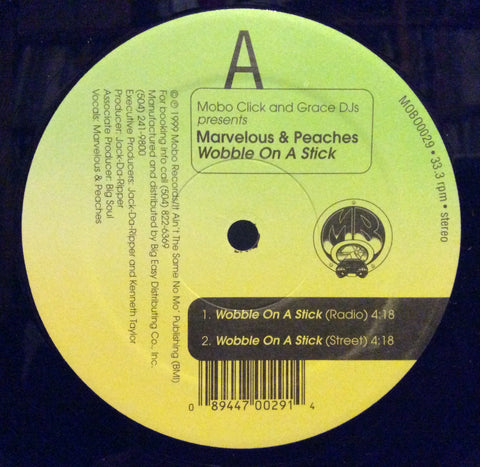 A
Mobo Click and Grace DJs
presents
Marvelous & Peaches
Wobble On A Stick
MOBO0029 • 33.3 rpm • stereo
© ℗ 1999 Mobo Records/It Ain't The Same No Mo' Publishing (BMI)
For booking info call (504) 822-6369
Manufactured and distributed by Big Easy Distributing Co., Inc.
(504) 241-9800
Executive Producers: Jack-Da-Ripper and Kenneth Taylor
Producer: Jack-Da-Ripper
Associate Producer: Big Soul
Vocals: Marvelous & Peaches
MR
1. Wobble On A Stick (Radio) 4:18
2. Wobble On A Stick (Street) 4:18
0 89447 00291 4